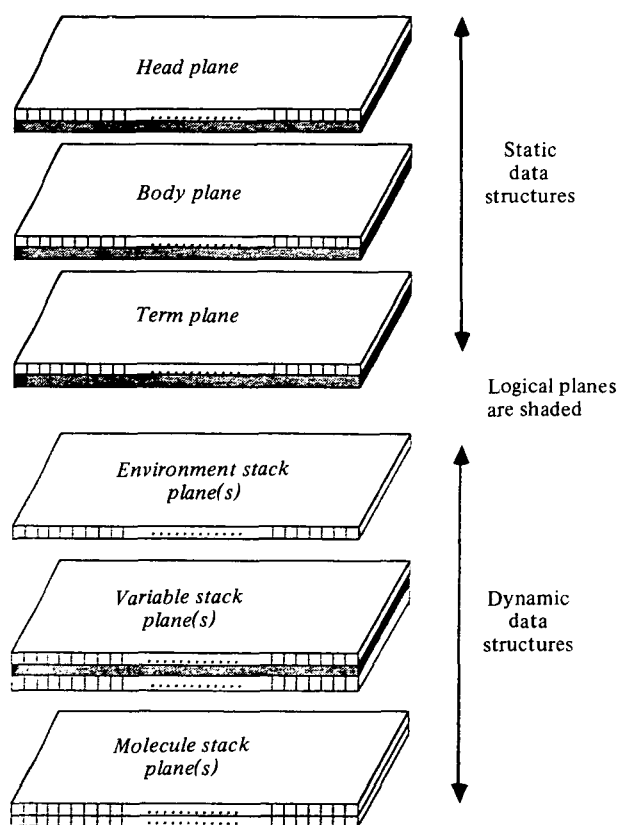 Head plane
Static
data
structures
Body plane
Term plane
Logical planes
are shaded
Environment stack
plane(s)
Variable stack
plane(s)
Dynamic
data
structures
Molecule stack
plane(s)